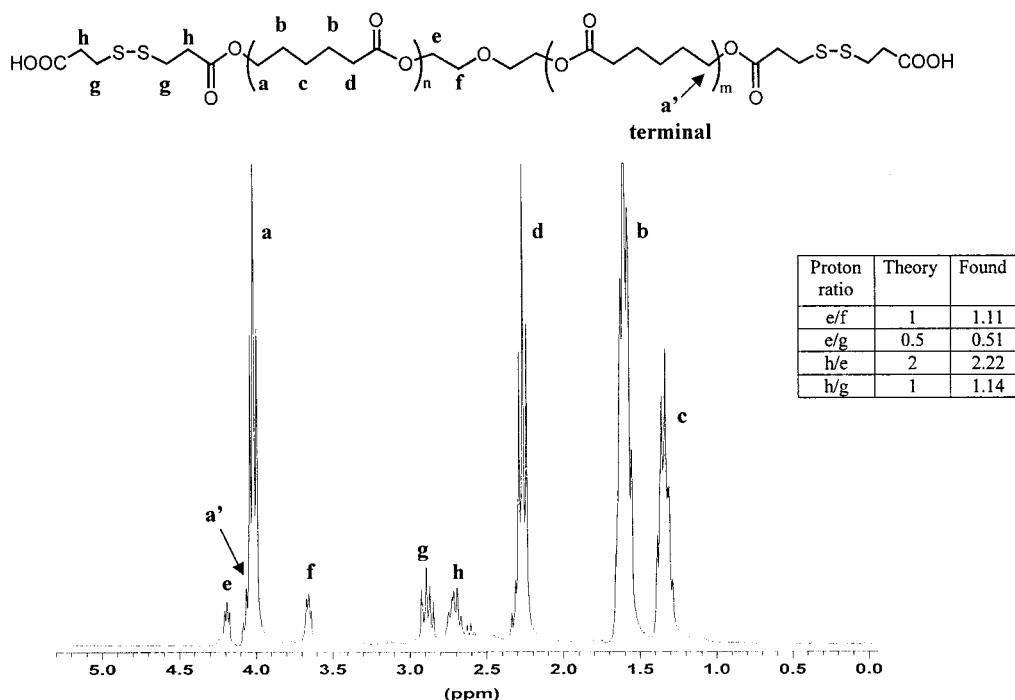 h h b b e O O
HOOC S-S O O O O O S-S COOH
g g O a c d n f m O
a'
terminal
a d b
Proton ratio Theory Found
e/f 1 1.11
e/g 0.5 0.51
h/e 2 2.22
h/g 1 1.14
c
a'
e f g h
5.0 4.5 4.0 3.5 3.0 2.5 2.0 1.5 1.0 0.5 0.0
(ppm)